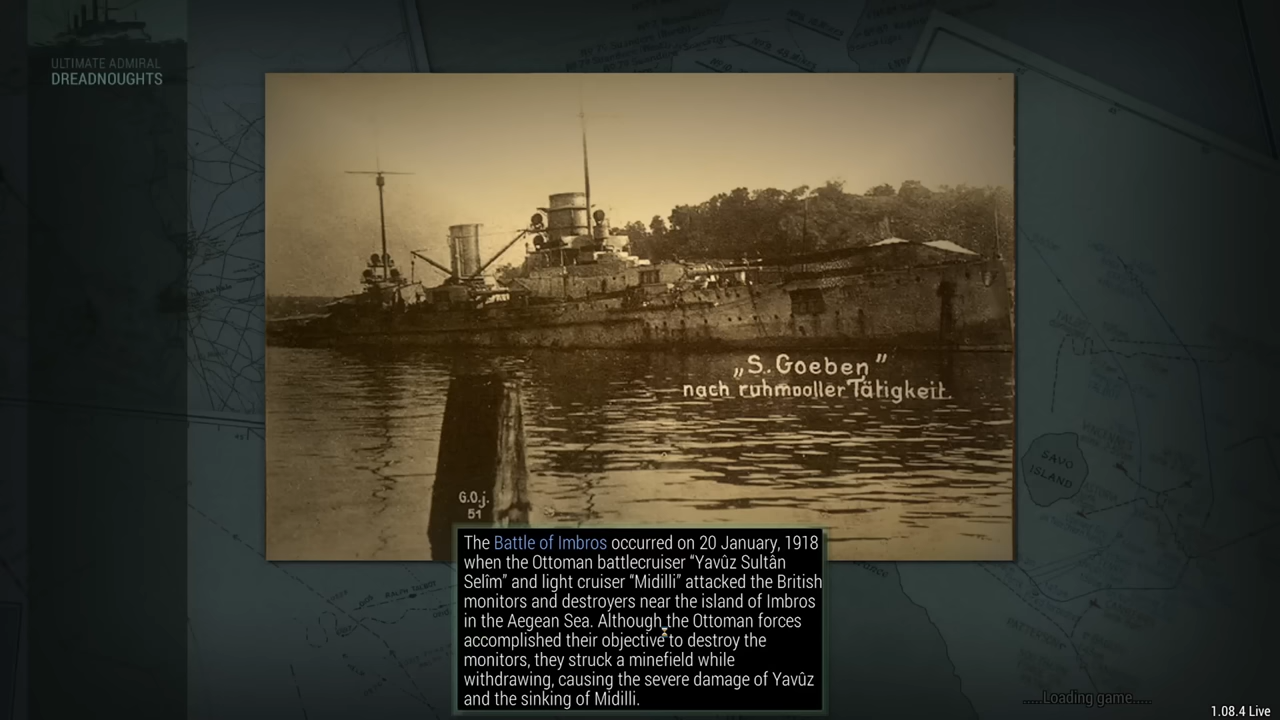 ULTIMATE ADMIRAL
DREADNOUGHTS
„S. Goeben”
nach ruhmvoller Tätigkeit.
G.O.j.
51
The Battle of Imbros occurred on 20 January, 1918
when the Ottoman battlecruiser “Yavûz Sultân
Selîm” and light cruiser “Midilli” attacked the British
monitors and destroyers near the island of Imbros
in the Aegean Sea. Although the Ottoman forces
accomplished their objective to destroy the
monitors, they struck a minefield while
withdrawing, causing the severe damage of Yavûz
and the sinking of Midilli.
SAVO
ISLAND
.....Loading game.....
1.08.4 Live